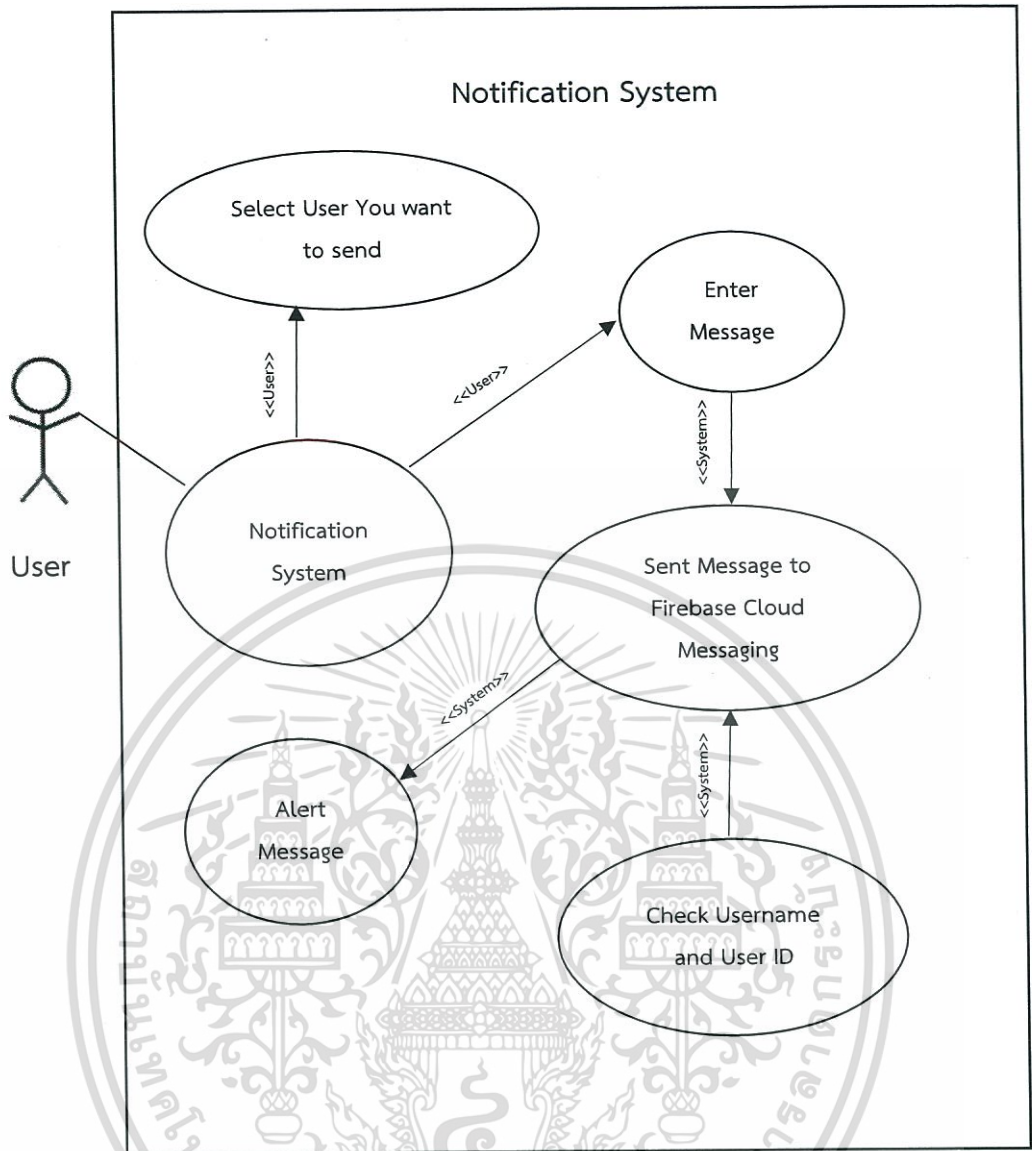 Notification System
Select User You want
to send
Enter
Message
<<User>>
<<User>>
<<System>>
User
Notification
System
Sent Message to
Firebase Cloud
Messaging
<<System>>
<<System>>
Alert
Message
Check Username
and User ID